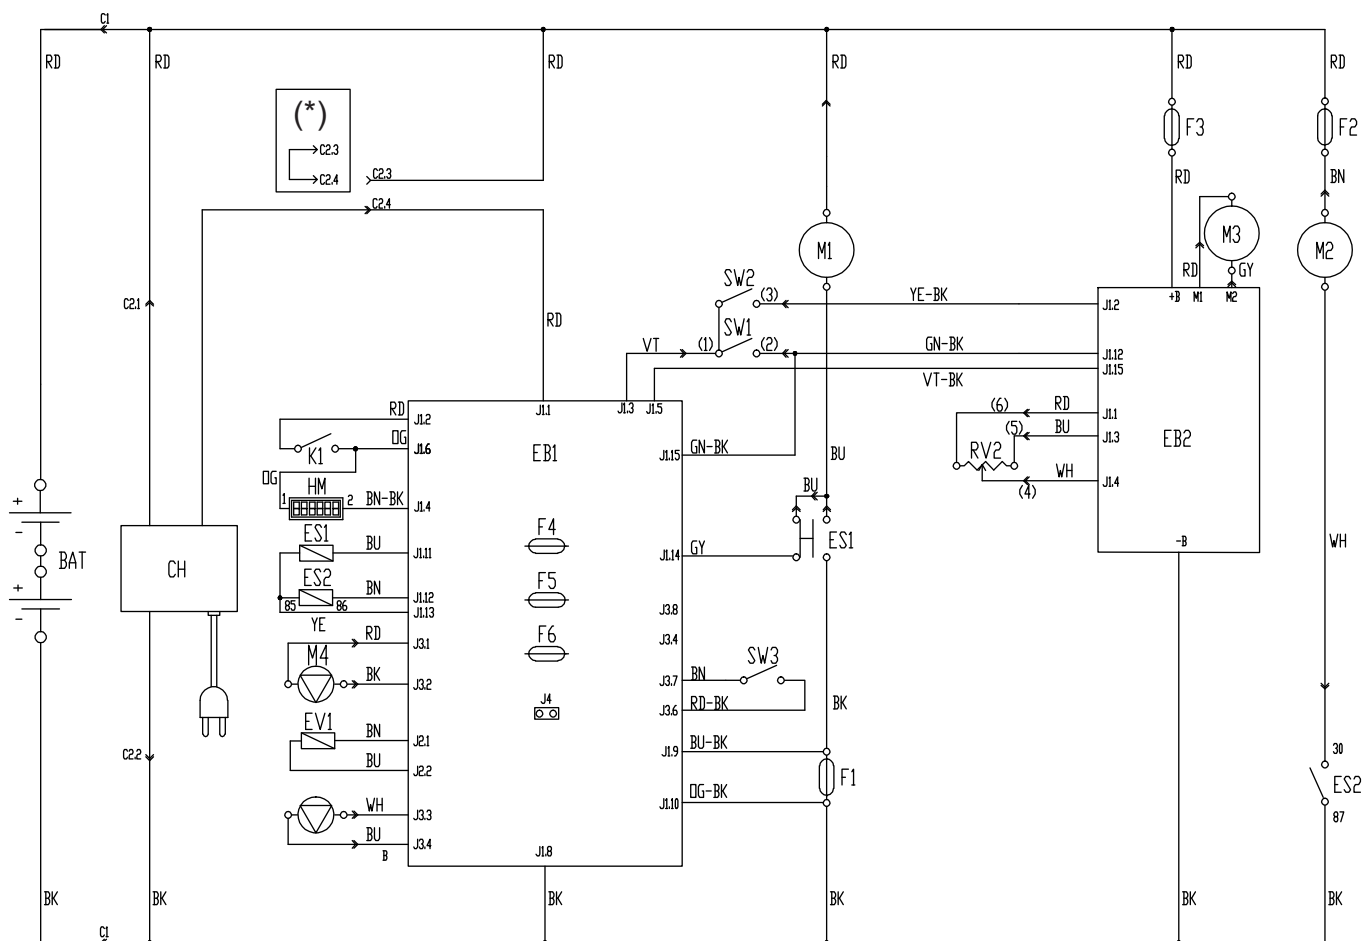 C1
RD RD RD RD RD RD
(*)
C2.3
C2.4
C2.3
C2.4
F3 F2
RD BN
M1 M3 M2
RD GY
+B M1 M2
C2.1
RD
SW2 (3) YE-BK J1.2
SW1
VT (1) (2) GN-BK J1.12
VT-BK J1.15
J1.1 J1.3 J1.5
RD J1.2
OG J1.6
K1
OG
1 HM 2 BN-BK J1.4
EB1
GN-BK J1.15
BU
(6) RD J1.1
(5) BU J1.3
RV2
WH J1.4
(4)
EB2
-B
BU
ES1
GY J1.14
F4
F5
F6
J4
ES1 BU J1.11
ES2 BN J1.12
85 86 J1.13
YE
+
-
BAT
+
-
CH
WH
J3.8
J3.4
RD J3.1
M4
BK J3.2
SW3
BN J3.7
RD-BK J3.6
BK
EV1 BN J2.1
BU J2.2
BU-BK J1.9
F1
OG-BK J1.10
C2.2
30
ES2
87
WH J3.3
BU J3.4
B
J1.8
BK BK BK BK BK BK
C1